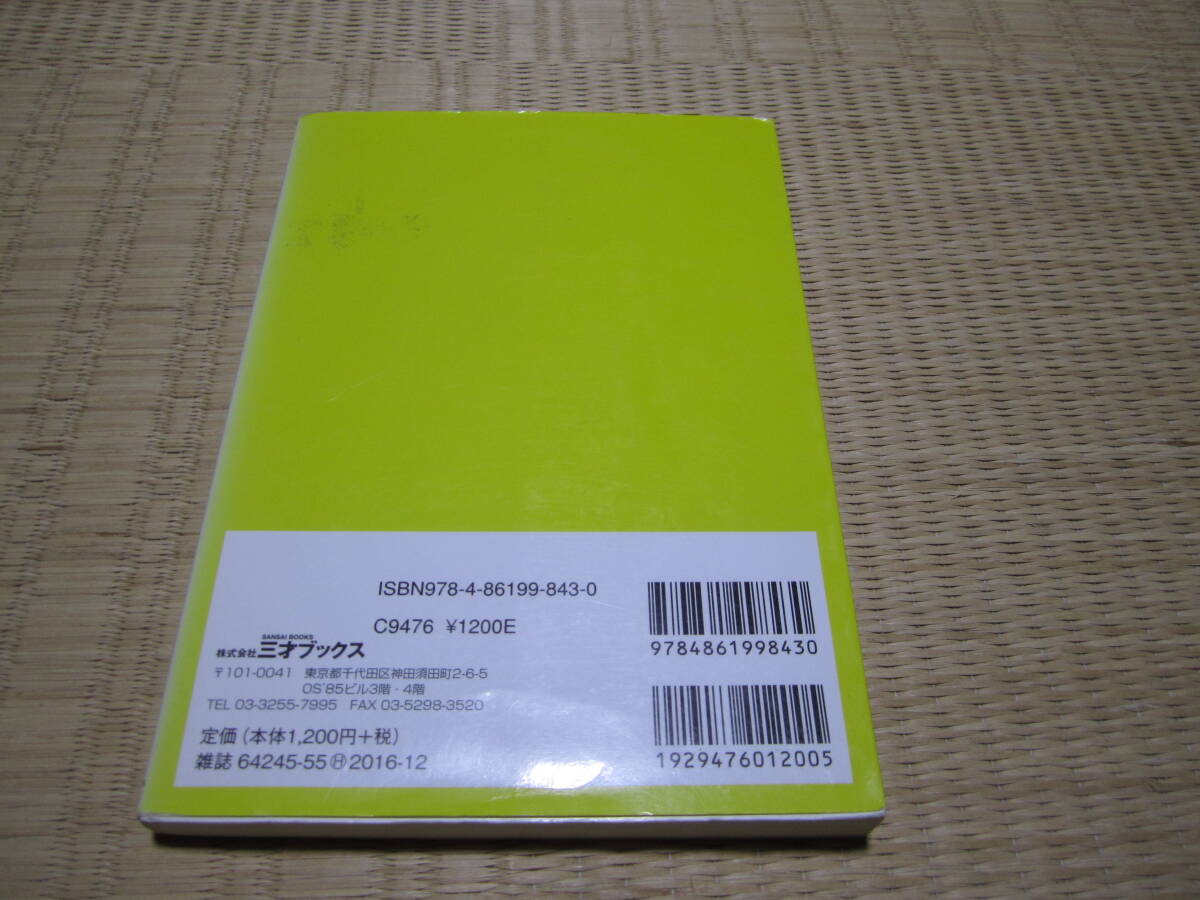 ISBN978-4-86199-843-0
C9476 ¥1200E
SANSAI BOOKS
株式会社 三才ブックス
〒101-0041 東京都千代田区神田須田町2-6-5
OS'85ビル3階・4階
TEL 03-3255-7995 FAX 03-5298-3520
定価(本体1,200円+税)
雑誌 64245-55Ⓗ2016-12
9784861998430
1929476012005